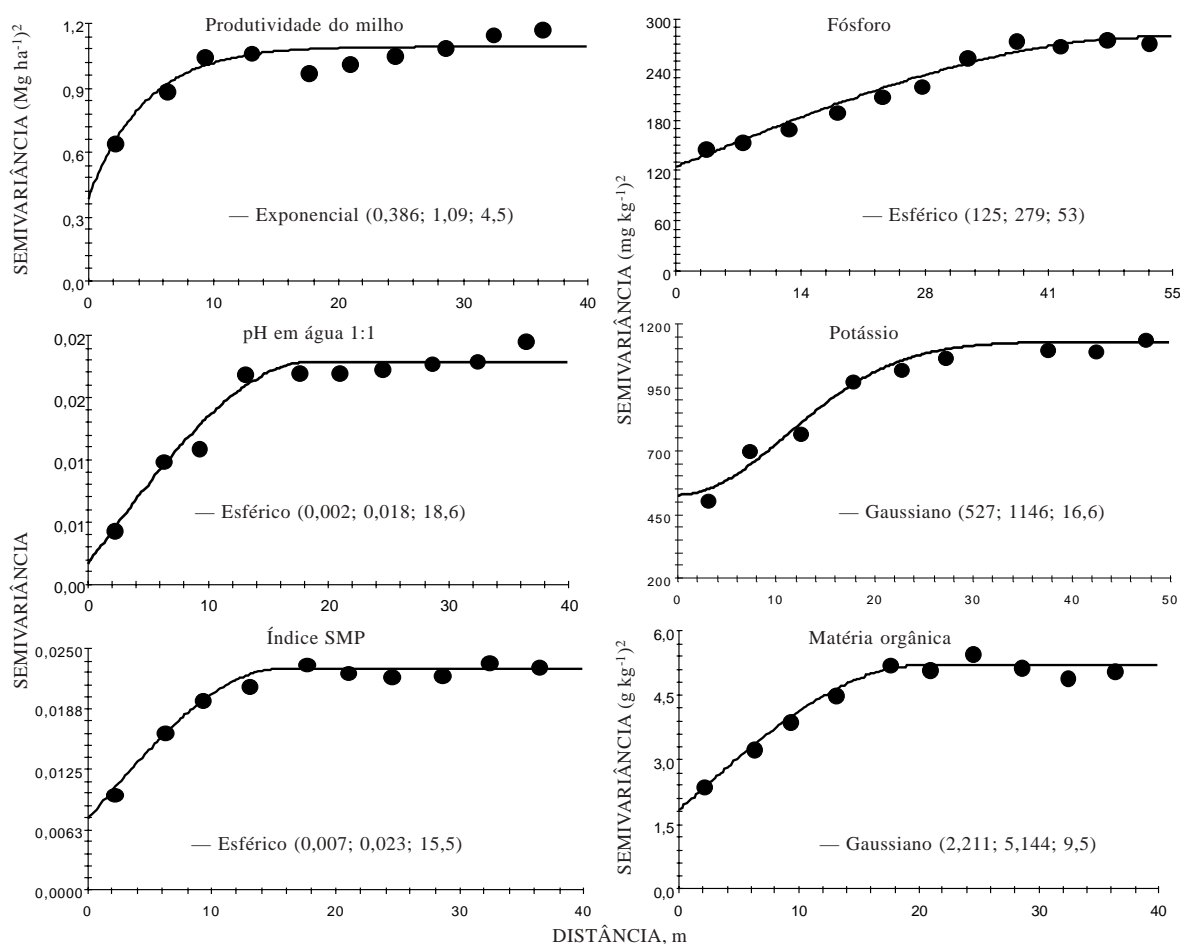 Produtividade do milho
SEMIVARIÂNCIA (Mg ha-1)2
1,2
0,9
0,6
0,3
0,0
— Exponencial (0,386; 1,09; 4,5)
0 10 20 30 40
Fósforo
SEMIVARIÂNCIA (mg kg-1)2
300
240
180
120
60
0
— Esférico (125; 279; 53)
0 14 28 41 55
pH em água 1:1
SEMIVARIÂNCIA
0,02
0,02
0,01
0,01
0,00
— Esférico (0,002; 0,018; 18,6)
0 10 20 30 40
Potássio
1200
950
700
450
200
— Gaussiano (527; 1146; 16,6)
0 10 20 30 40 50
Índice SMP
0,0250
0,0188
0,0125
0,0063
0,0000
— Esférico (0,007; 0,023; 15,5)
0 10 20 30 40
Matéria orgânica
SEMIVARIÂNCIA (g kg-1)2
6,0
4,5
3,0
1,5
0,0
— Gaussiano (2,211; 5,144; 9,5)
0 10 20 30 40
DISTÂNCIA, m